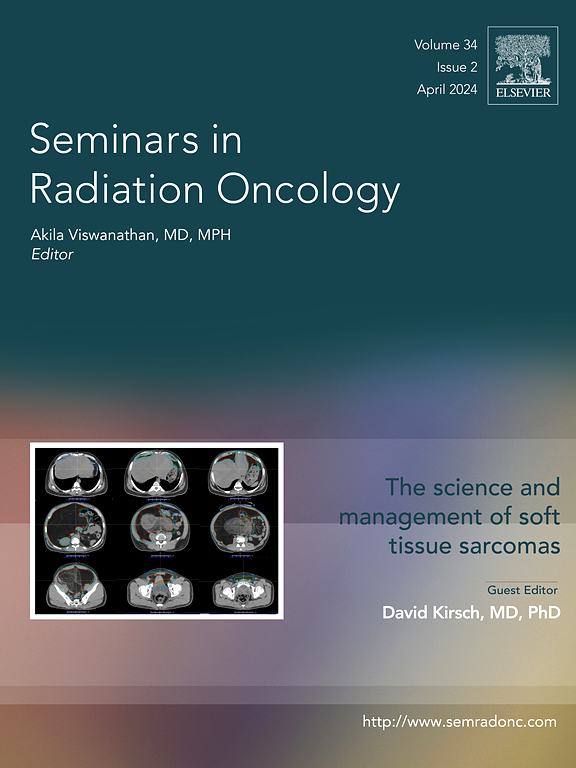 Volume 34
Issue 2
April 2024
ELSEVIER
Seminars in
Radiation Oncology
Akila Viswanathan, MD, MPH
Editor
The science and
management of soft
tissue sarcomas
Guest Editor
David Kirsch, MD, PhD
http://www.semradonc.com